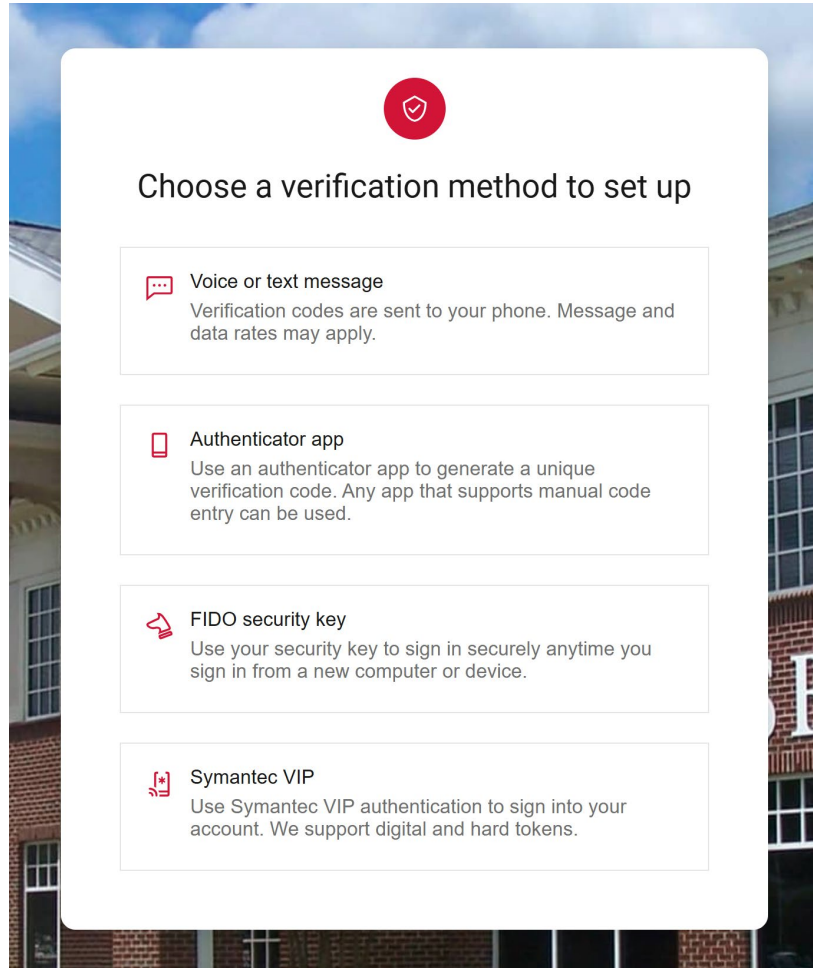 Choose a verification method to set up
Voice or text message
Verification codes are sent to your phone. Message and
data rates may apply.
Authenticator app
Use an authenticator app to generate a unique
verification code. Any app that supports manual code
entry can be used.
FIDO security key
Use your security key to sign in securely anytime you
sign in from a new computer or device.
Symantec VIP
Use Symantec VIP authentication to sign into your
account. We support digital and hard tokens.